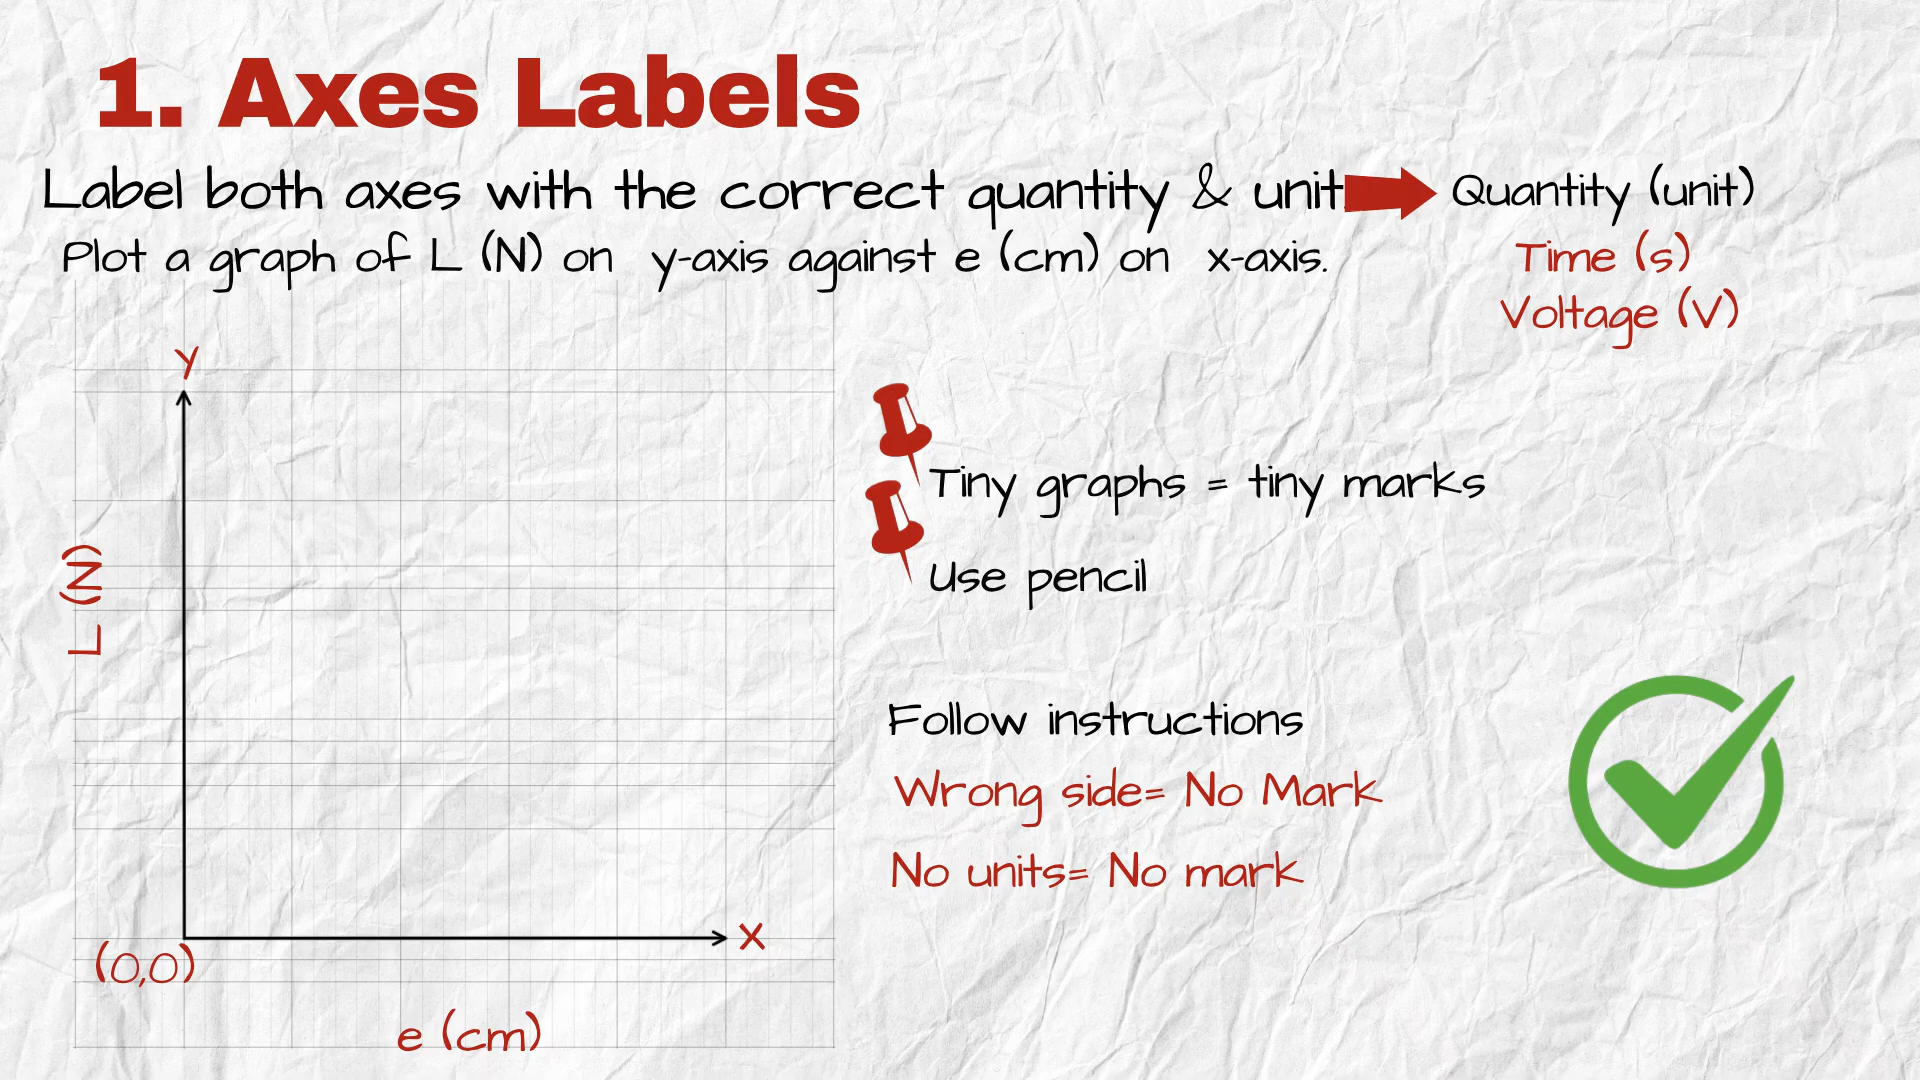 1. Axes Labels
Label both axes with the correct quantity & unit
Quantity (unit)
Plot a graph of L (N) on y-axis against e (cm) on x-axis.
Time (s)
Voltage (V)
y
L (N)
x
(0,0)
e (cm)
Tiny graphs = tiny marks
Use pencil
Follow instructions
Wrong side= No Mark
No units= No mark